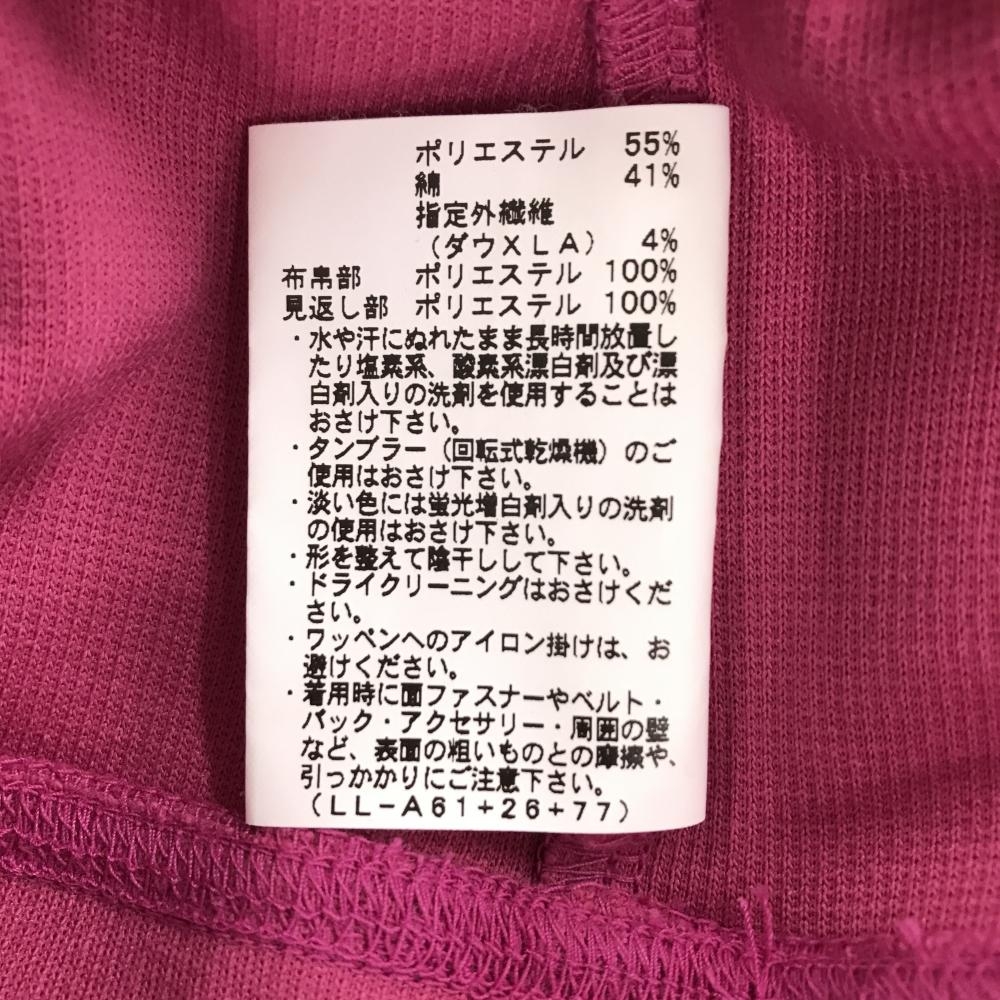 ポリエステル 55%
綿 41%
指定外繊維
（ダウＸＬＡ） 4%
布帛部 ポリエステル 100%
見返し部 ポリエステル 100%
・水や汗にぬれたまま長時間放置し
たり塩素系、酸素系漂白剤及び漂
白剤入りの洗剤を使用することは
おさけ下さい。
・タンブラー（回転式乾燥機）のご
使用はおさけ下さい。
・淡い色には蛍光増白剤入りの洗剤
の使用はおさけ下さい。
・形を整えて陰干しして下さい。
・ドライクリーニングはおさけくだ
さい。
・ワッペンへのアイロン掛けは、お
避けください。
・着用時に面ファスナーやベルト・
バック・アクセサリー・周囲の壁
など、表面の粗いものとの摩擦や、
引っかかりにご注意下さい。
（ＬＬ－Ａ６１＋２６＋７７）